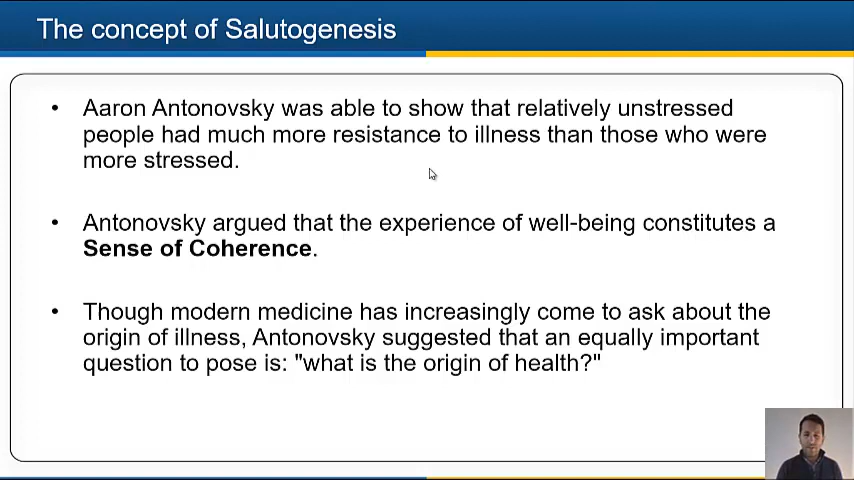 The concept of Salutogenesis
• Aaron Antonovsky was able to show that relatively unstressed
people had much more resistance to illness than those who were
more stressed.
• Antonovsky argued that the experience of well-being constitutes a
Sense of Coherence.
• Though modern medicine has increasingly come to ask about the
origin of illness, Antonovsky suggested that an equally important
question to pose is: "what is the origin of health?"